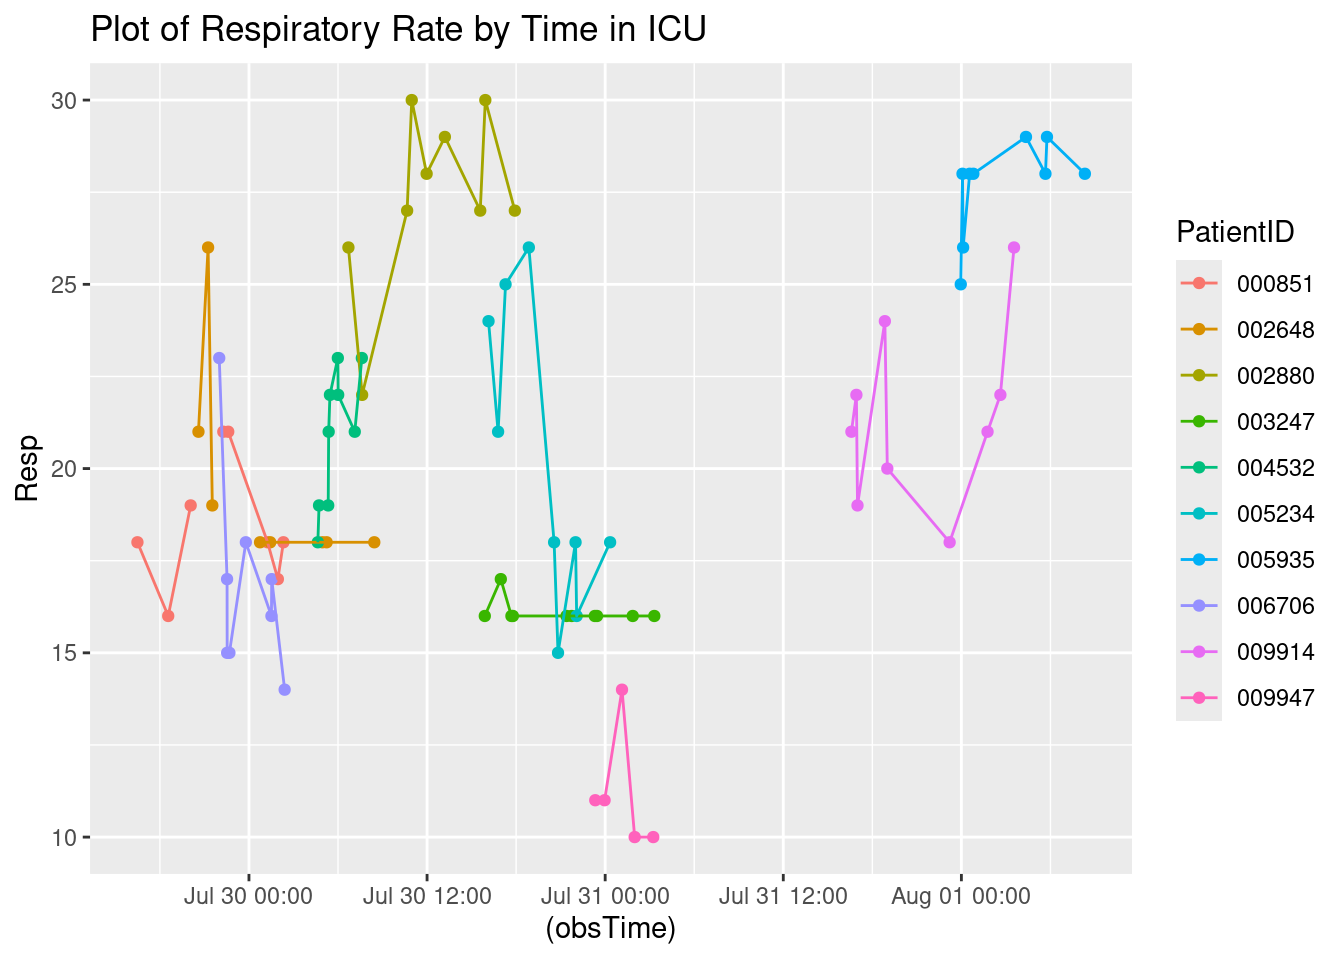 Plot of Respiratory Rate by Time in ICU
30
25
20
15
10
Resp
Jul 30 00:00
Jul 30 12:00
Jul 31 00:00
Jul 31 12:00
Aug 01 00:00
(obsTime)
PatientID
000851
002648
002880
003247
004532
005234
005935
006706
009914
009947